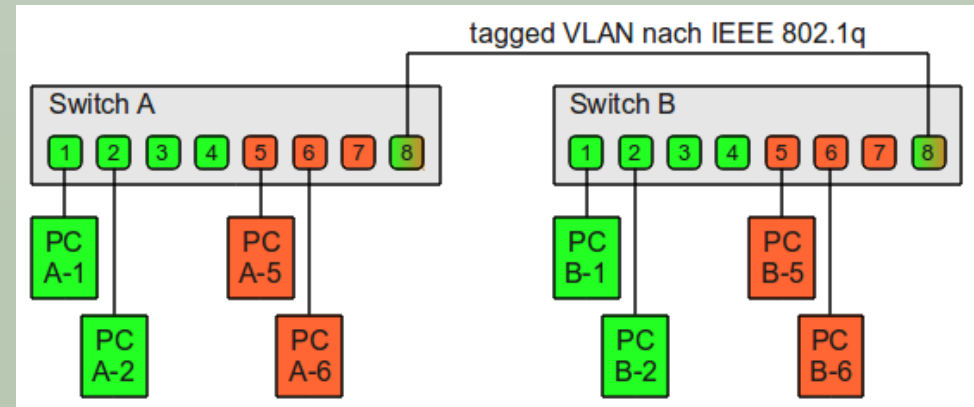 tagged VLAN nach IEEE 802.1q
Switch A
1 2 3 4 5 6 7 8
PC
A-1
PC
A-5
PC
A-2
PC
A-6
Switch B
1 2 3 4 5 6 7 8
PC
B-1
PC
B-5
PC
B-2
PC
B-6